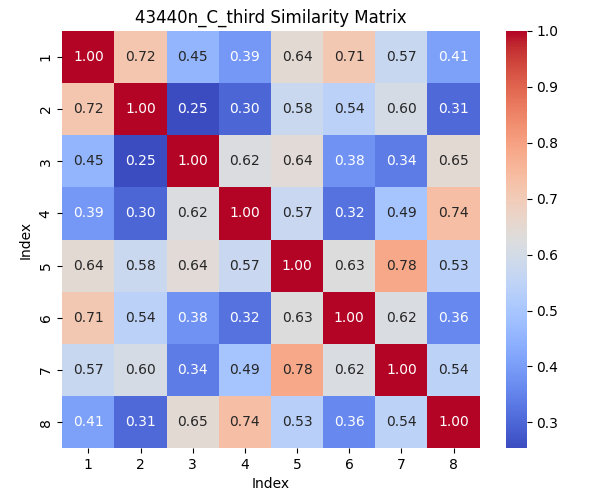 43440n_C_third Similarity Matrix
1 1.00 0.72 0.45 0.39 0.64 0.71 0.57 0.41
2 0.72 1.00 0.25 0.30 0.58 0.54 0.60 0.31
3 0.45 0.25 1.00 0.62 0.64 0.38 0.34 0.65
4 0.39 0.30 0.62 1.00 0.57 0.32 0.49 0.74
5 0.64 0.58 0.64 0.57 1.00 0.63 0.78 0.53
6 0.71 0.54 0.38 0.32 0.63 1.00 0.62 0.36
7 0.57 0.60 0.34 0.49 0.78 0.62 1.00 0.54
8 0.41 0.31 0.65 0.74 0.53 0.36 0.54 1.00
1 2 3 4 5 6 7 8
Index
Index
1.0
0.9
0.8
0.7
0.6
0.5
0.4
0.3